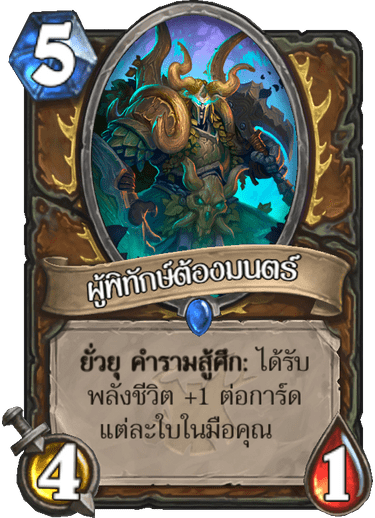 5
ผู้พิทักษ์ต้องมนตร์
ยั่วยุ คำรามสู้ศึก: ได้รับ
พลังชีวิต +1 ต่อการ์ด
แต่ละใบในมือคุณ
4
1